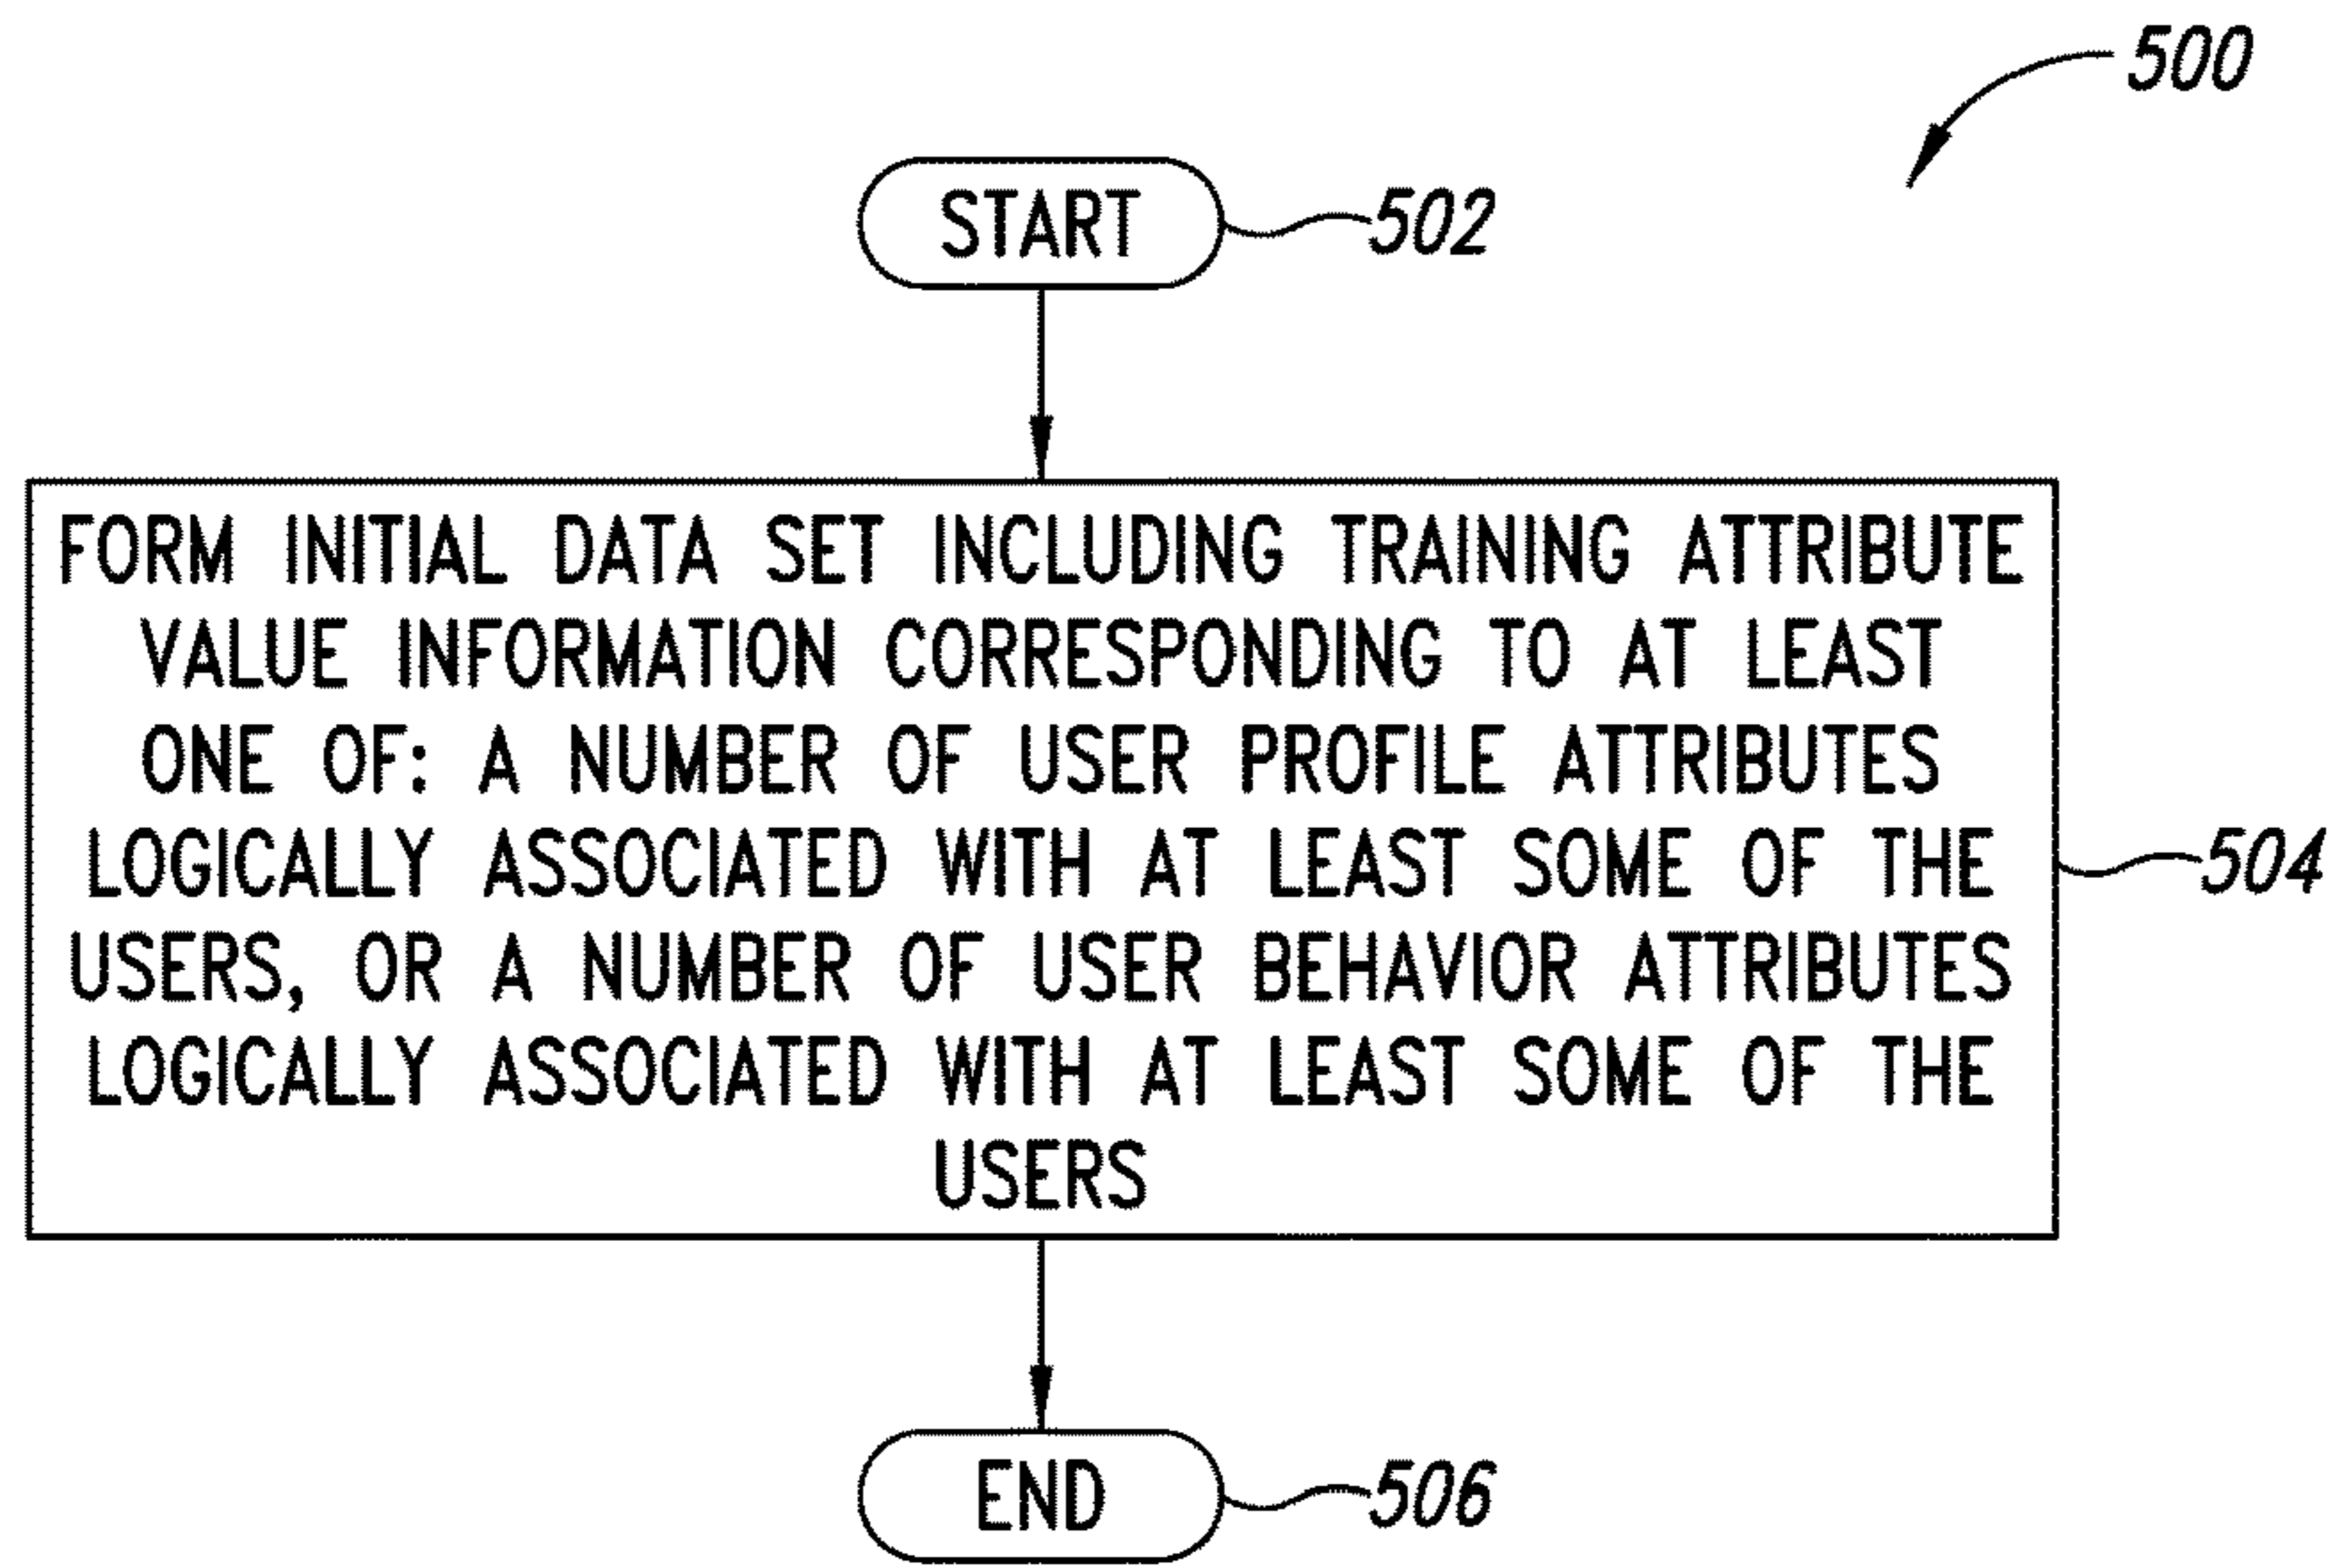 500
START 502
FORM INITIAL DATA SET INCLUDING TRAINING ATTRIBUTE
VALUE INFORMATION CORRESPONDING TO AT LEAST
ONE OF: A NUMBER OF USER PROFILE ATTRIBUTES
LOGICALLY ASSOCIATED WITH AT LEAST SOME OF THE
USERS, OR A NUMBER OF USER BEHAVIOR ATTRIBUTES
LOGICALLY ASSOCIATED WITH AT LEAST SOME OF THE
USERS
504
END 506